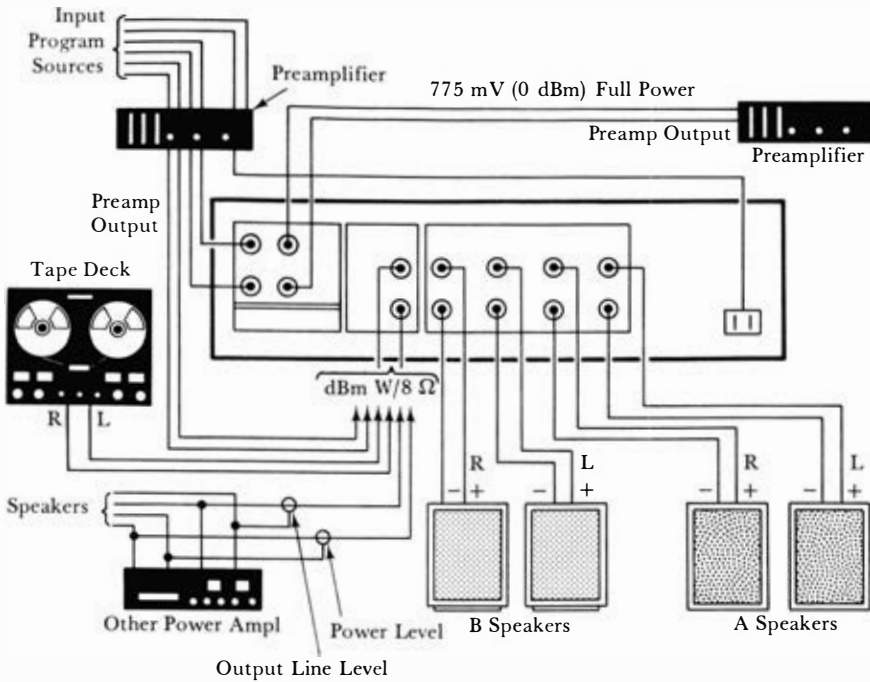 Input
Program
Sources
Preamplifier
775 mV (0 dBm) Full Power
Preamp Output
Preamplifier
Preamp
Output
Tape Deck
dBm W/8 Ω
R L
R
L
R
L
– +
– +
– +
– +
Speakers
Other Power Ampl
Power Level
B Speakers
A Speakers
Output Line Level